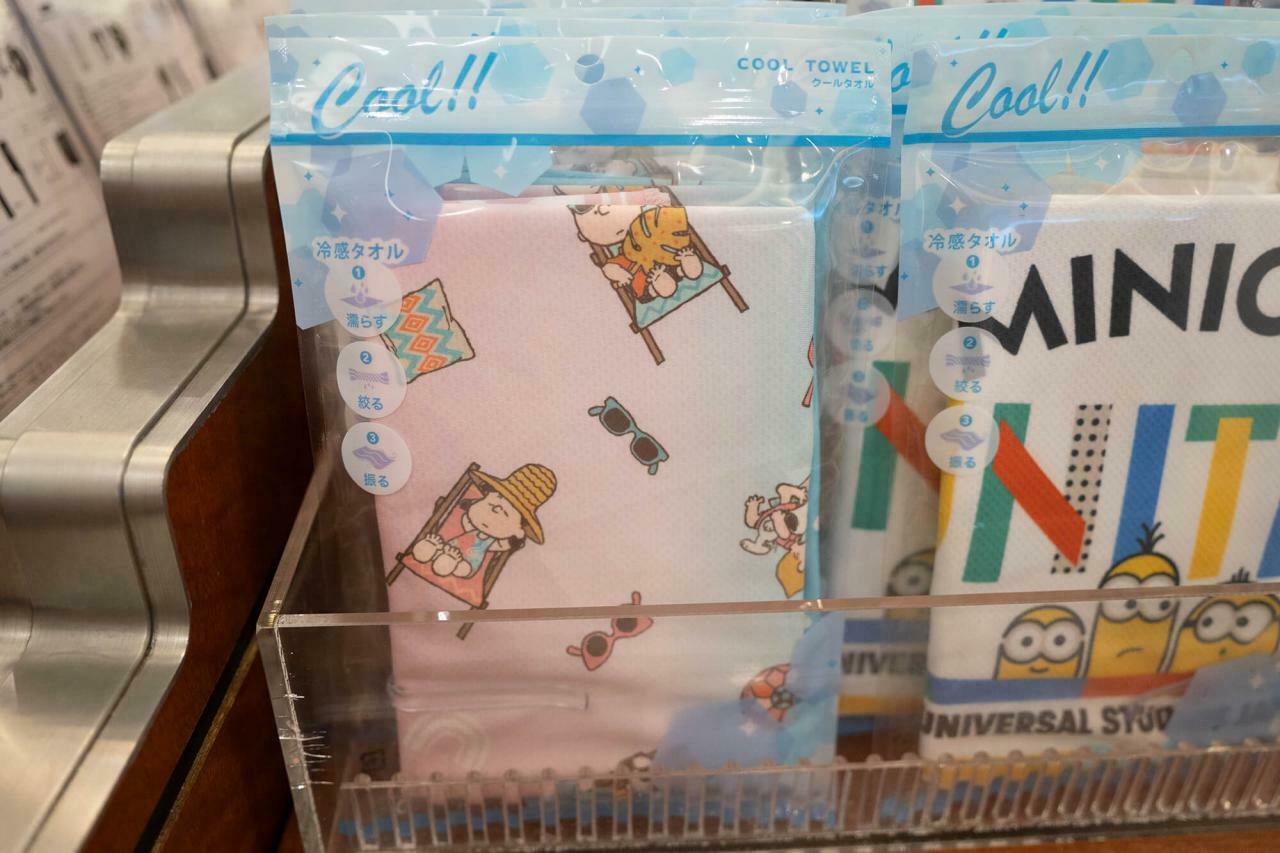 Cool!!
COOL TOWEL
クールタオル
冷感タオル
1
濡らす
2
絞る
3
振る
Cool!!
冷感タオル
1
濡らす
2
絞る
3
振る
MINIO
NIT
UNIVERSAL STUD